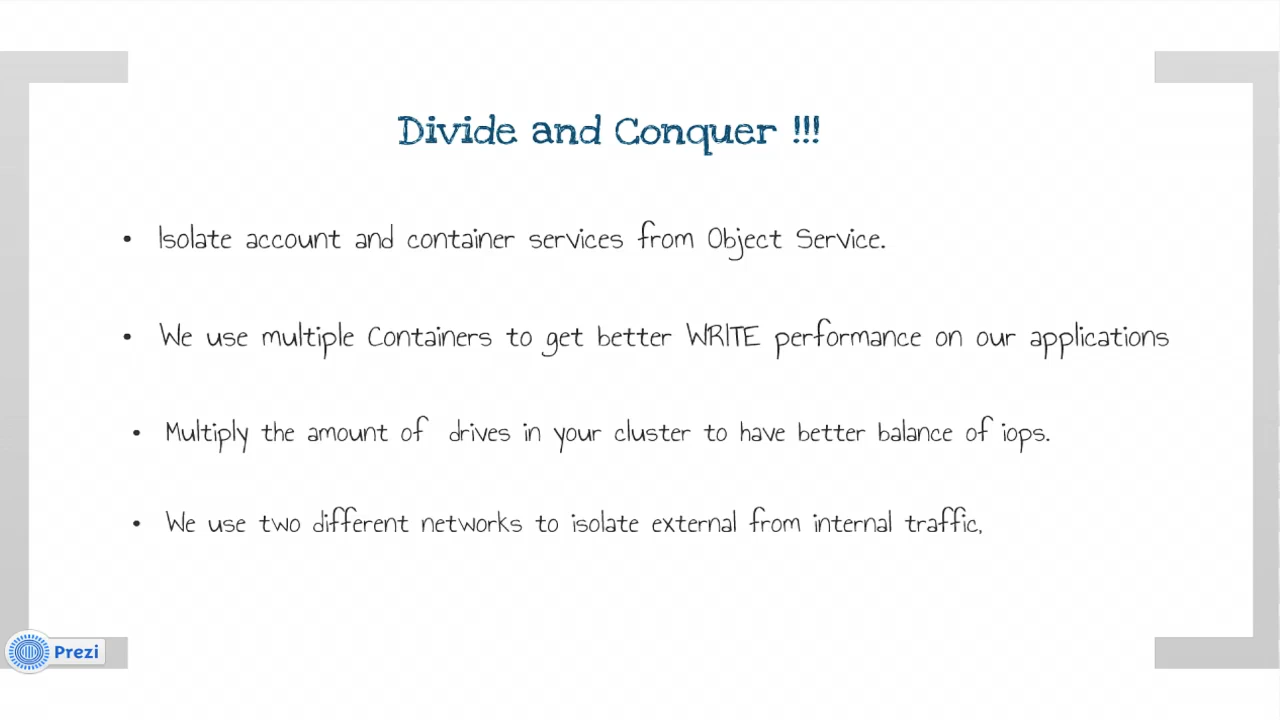 Divide and Conquer !!!
• Isolate account and container services from Object Service.
• We use multiple Containers to get better WRITE performance on our applications
• Multiply the amount of drives in your cluster to have better balance of iops.
• We use two different networks to isolate external from internal traffic.
Prezi